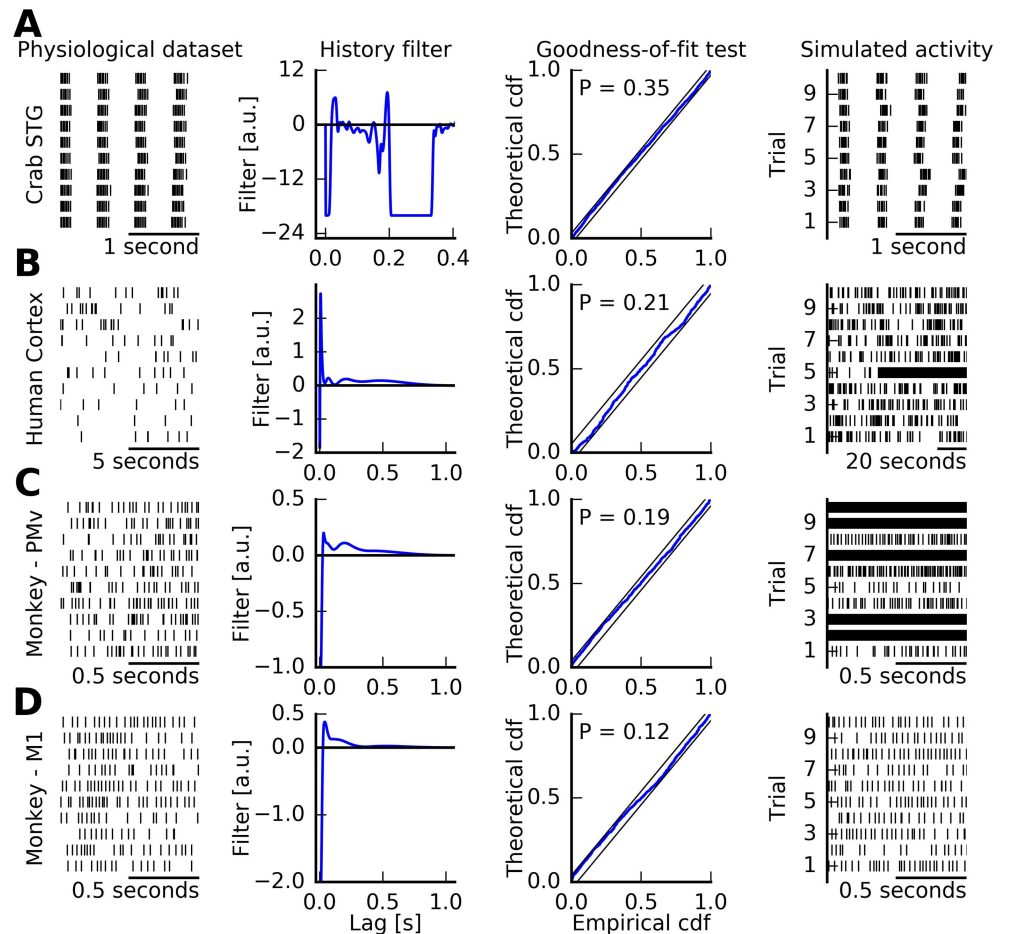 A
Physiological dataset History filter Goodness-of-fit test Simulated activity
Crab STG
1 second
Filter [a.u.]
12
0
−12
−24
0.0 0.2 0.4
Theoretical cdf
1.0
0.5
0.0
P = 0.35
0.0 0.5 1.0
Trial
9
7
5
3
1
1 second
B
Human Cortex
5 seconds
Filter [a.u.]
2
1
0
−1
−2
0.0 0.5 1.0
Theoretical cdf
1.0
0.5
0.0
P = 0.21
0.0 0.5 1.0
Trial
9
7
5
3
1
20 seconds
C
Monkey - PMv
0.5 seconds
Filter [a.u.]
0.5
0.0
−0.5
−1.0
0.0 0.5 1.0
Theoretical cdf
1.0
0.5
0.0
P = 0.19
0.0 0.5 1.0
Trial
9
7
5
3
1
0.5 seconds
D
Monkey - M1
0.5 seconds
Filter [a.u.]
0.5
0.0
−1.0
−2.0
0.0 0.5 1.0
Lag [s]
Theoretical cdf
1.0
0.5
0.0
P = 0.12
0.0 0.5 1.0
Empirical cdf
Trial
9
7
5
3
1
0.5 seconds